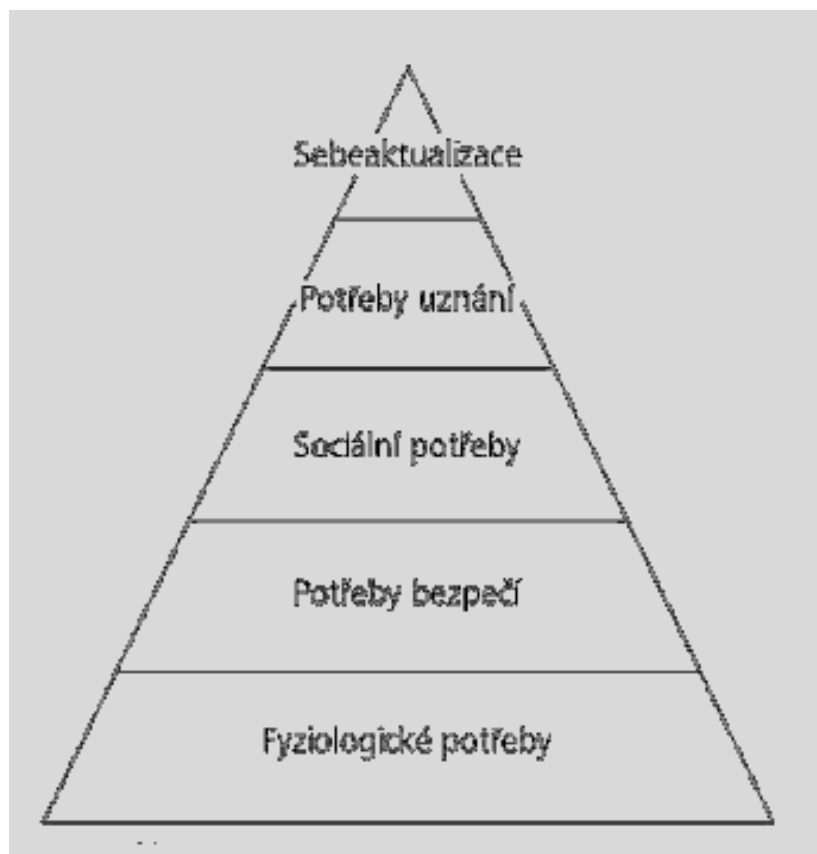 Sebeaktualizace
Potřeby uznání
Sociální potřeby
Potřeby bezpečí
Fyziologické potřeby